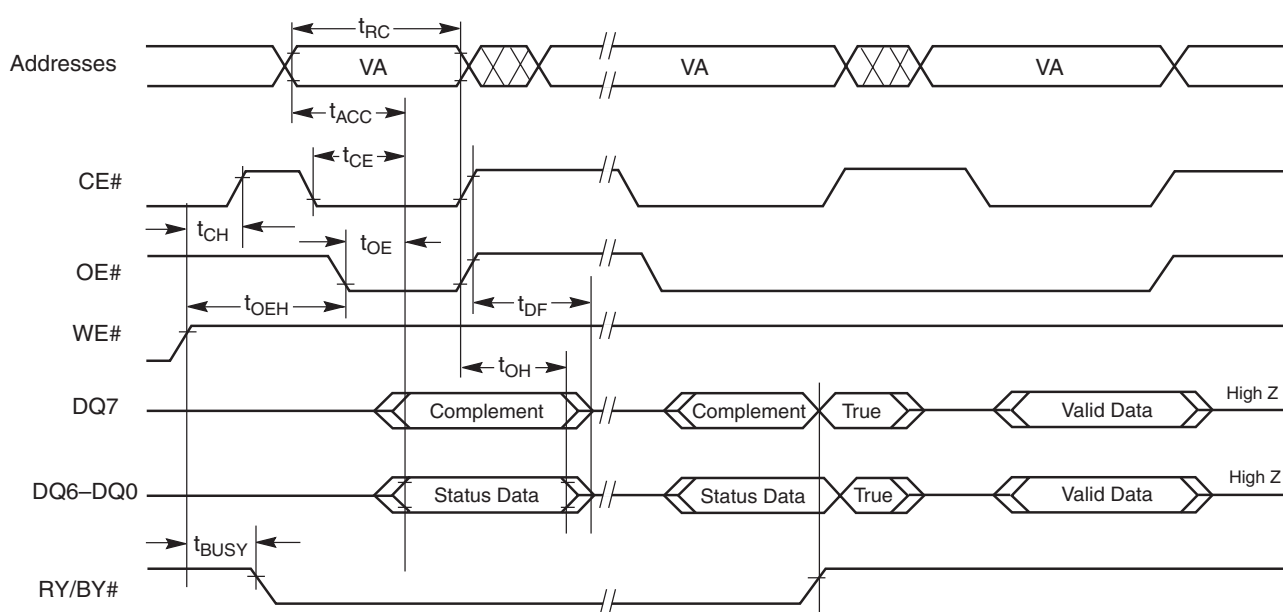 tRC
Addresses VA VA VA
tACC
tCE
CE#
tCH
tOE
OE#
tOEH
tDF
WE#
tOH
DQ7 Complement Complement True Valid Data High Z
DQ6–DQ0 Status Data Status Data True Valid Data High Z
tBUSY
RY/BY#